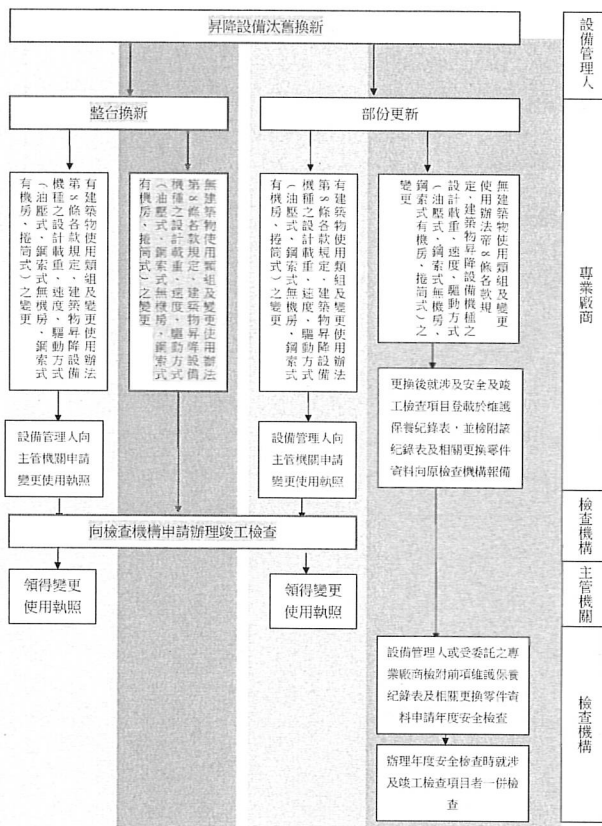 昇降設備汰舊換新
整台換新
部份更新
有建築物使用類組及變更使用辦法
第8條各款規定，建築物昇降設備
機種之設計載重、速度、驅動方式
（油壓式、鋼索式無機房、鋼索式
有機房、捲筒式）之變更
無建築物使用類組及變更使用辦法
第8條各款規定，建築物昇降設備
機種之設計載重、速度、驅動方式
（油壓式、鋼索式無機房、鋼索式
有機房、捲筒式）之變更
有建築物使用類組及變更使用辦法
第8條各款規定，建築物昇降設備
機種之設計載重、速度、驅動方式
（油壓式、鋼索式無機房、鋼索式
有機房、捲筒式）之變更
無建築物使用類組及變更
使用辦法帝8條各款規
定，建築物昇降設備機種之
設計載重、速度、驅動方式
（油壓式、鋼索式無機房、
鋼索式有機房、捲筒式）之
變更
設備管理人向
主管機關申請
變更使用執照
設備管理人向
主管機關申請
變更使用執照
更換後就涉及安全及竣
工檢查項目登載於維護
保養紀錄表，並檢附該
紀錄表及相關更換零件
資料向原檢查機構報備
向檢查機構申請辦理竣工檢查
領得變更
使用執照
領得變更
使用執照
設備管理人或受委託之專
業廠商檢附前項維護保養
紀錄表及相關更換零件資
料申請年度安全檢查
辦理年度安全檢查時就涉
及竣工檢查項目者一併檢
查
設備管理人
專業廠商
檢查機構
主管機關
檢查機構